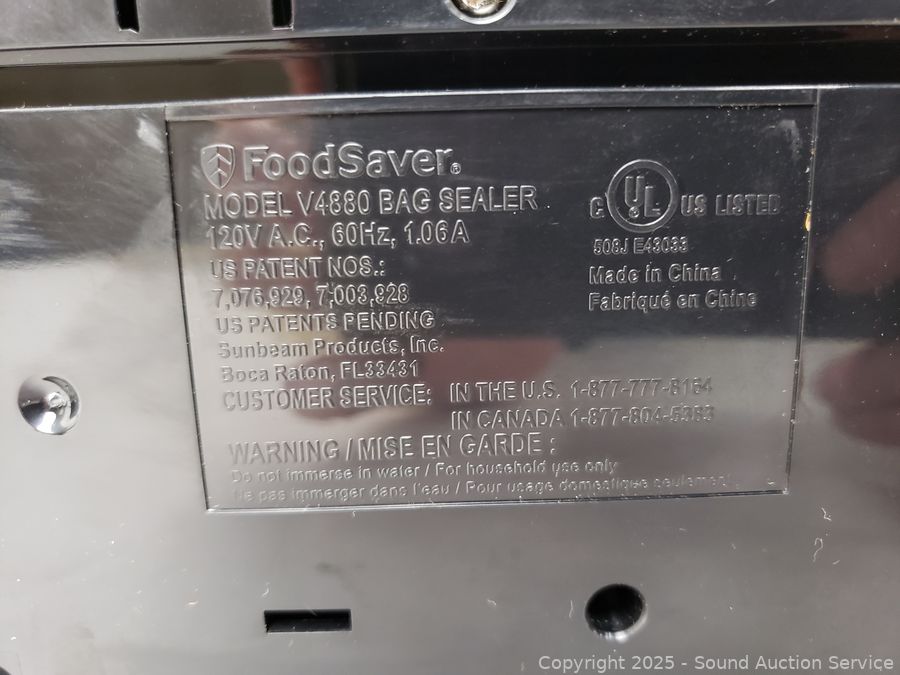 FoodSaver®
MODEL V4880 BAG SEALER
120V A.C., 60Hz, 1.06A
US PATENT NOS.:
7,076,929, 7,003,928
US PATENTS PENDING
Sunbeam Products, Inc.
Boca Raton, FL33431
C UL US LISTED
508J E43033
Made in China
Fabriqué en Chine
CUSTOMER SERVICE: IN THE U.S. 1-877-777-8164
IN CANADA 1-877-804-5383
WARNING / MISE EN GARDE :
Do not immerse in water / For household use only
Ne pas immerger dans l'eau / Pour usage domestique seulement
Copyright © 2025 - Sound Auction Service